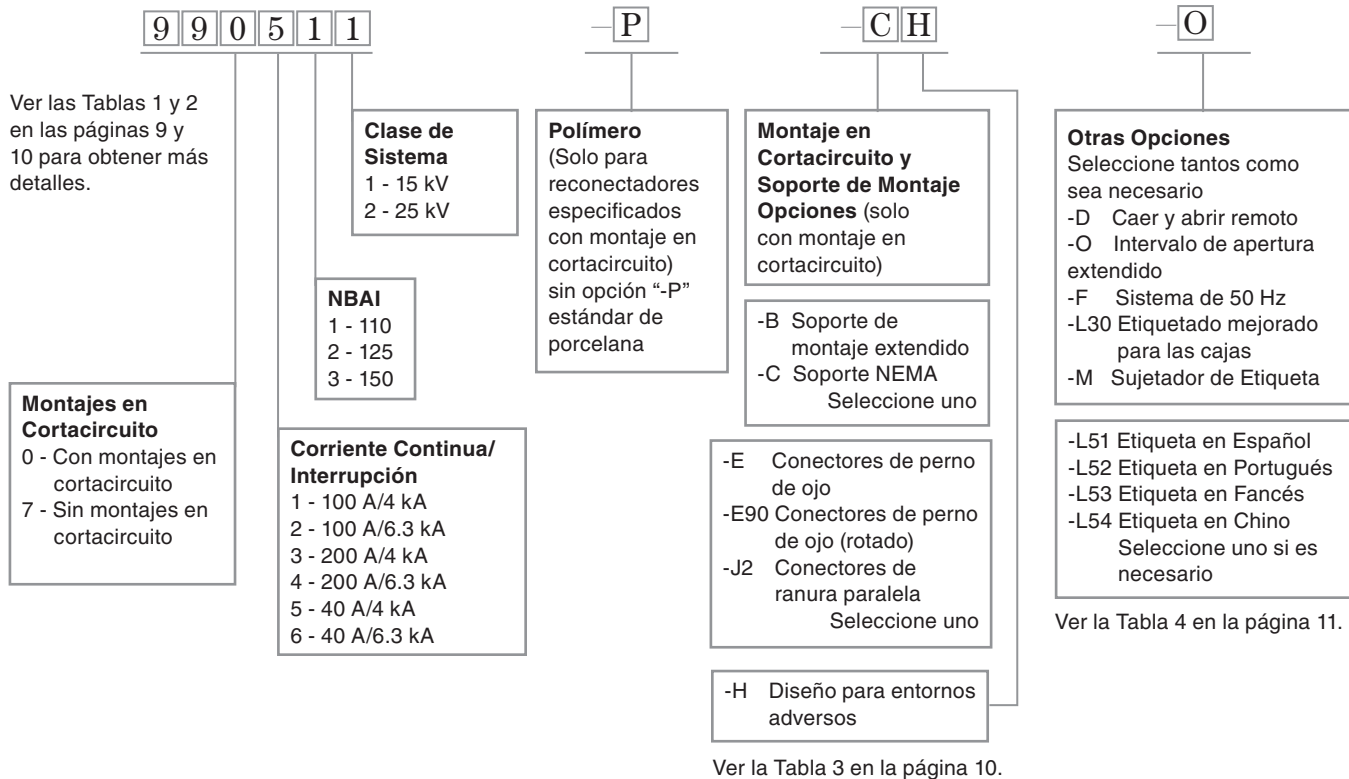 990511
–P
–CH
–O
Ver las Tablas 1 y 2
en las páginas 9 y
10 para obtener más
detalles.
Montajes en
Cortacircuito
0 - Con montajes en
cortacircuito
7 - Sin montajes en
cortacircuito
Clase de
Sistema
1 - 15 kV
2 - 25 kV
NBAI
1 - 110
2 - 125
3 - 150
Corriente Continua/
Interrupción
1 - 100 A/4 kA
2 - 100 A/6.3 kA
3 - 200 A/4 kA
4 - 200 A/6.3 kA
5 - 40 A/4 kA
6 - 40 A/6.3 kA
Polímero
(Solo para
reconectadores
especificados
con montaje en
cortacircuito)
sin opción “-P”
estándar de
porcelana
Montaje en
Cortacircuito y
Soporte de Montaje
Opciones (solo
con montaje en
cortacircuito)
-B Soporte de
montaje extendido
-C Soporte NEMA
Seleccione uno
-E Conectores de perno
de ojo
-E90 Conectores de perno
de ojo (rotado)
-J2 Conectores de
ranura paralela
Seleccione uno
-H Diseño para entornos
adversos
Ver la Tabla 3 en la página 10.
Otras Opciones
Seleccione tantos como
sea necesario
-D Caer y abrir remoto
-O Intervalo de apertura
extendido
-F Sistema de 50 Hz
-L30 Etiquetado mejorado
para las cajas
-M Sujetador de Etiqueta
-L51 Etiqueta en Español
-L52 Etiqueta en Portugués
-L53 Etiqueta en Fancés
-L54 Etiqueta en Chino
Seleccione uno si es
necesario
Ver la Tabla 4 en la página 11.